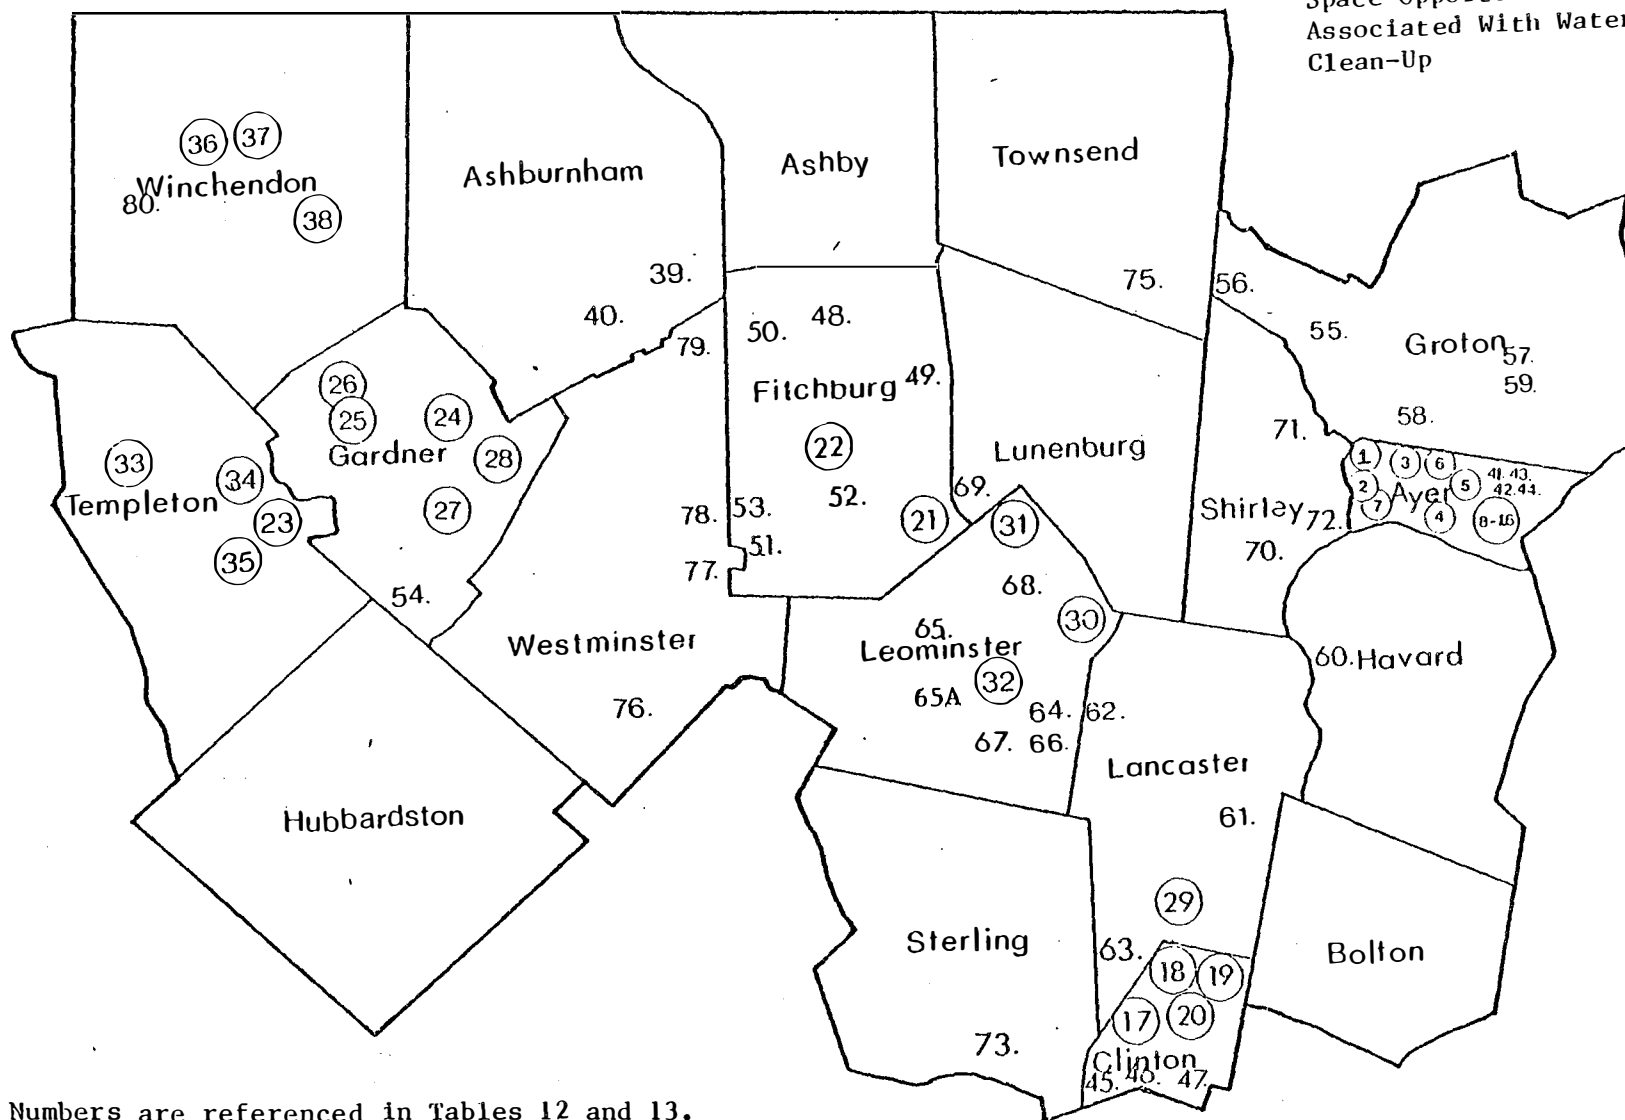 Associated With Water
Clean-Up
36 37
Winchendon
80.
38
Ashburnham
39.
40.
Ashby
Townsend
75.
56.
55.
Groton
57.
59.
58.
79.
50. 48.
Fitchburg 49.
22
52.
53.
51.
21
69.
Lunenburg
71.
Shirley 72.
70.
1 3 6
2 Ayer 5
7 4
41. 43.
42. 44.
8-16
26
25 24
Gardner 28
27
54.
33 34
Templeton
23
35
78.
77.
Westminster
76.
31
68.
30
65.
Leominster
32
65A
64. 62.
67. 66.
60. Havard
Lancaster
61.
29
63.
Hubbardston
Sterling
73.
18 19
17 20
Clinton
45. 46. 47.
Bolton
Numbers are referenced in Tables 12 and 13.